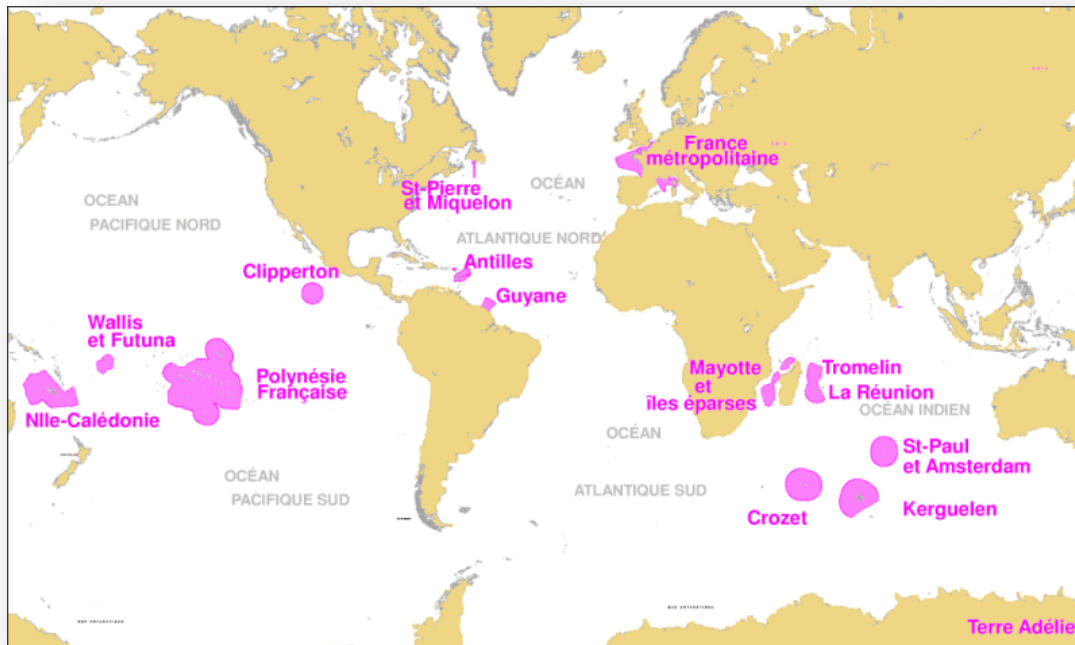 France
métropolitaine
St-Pierre
et Miquelon
OCÉAN
ATLANTIQUE NORD
OCEAN
PACIFIQUE NORD
Antilles
Clipperton
Guyane
Wallis
et Futuna
Polynésie
Française
Nlle-Calédonie
Mayotte
et
îles éparses
Tromelin
La Réunion
OCÉAN INDIEN
OCÉAN
ATLANTIQUE SUD
St-Paul
et Amsterdam
OCÉAN
PACIFIQUE SUD
Crozet
Kerguelen
Terre Adélie